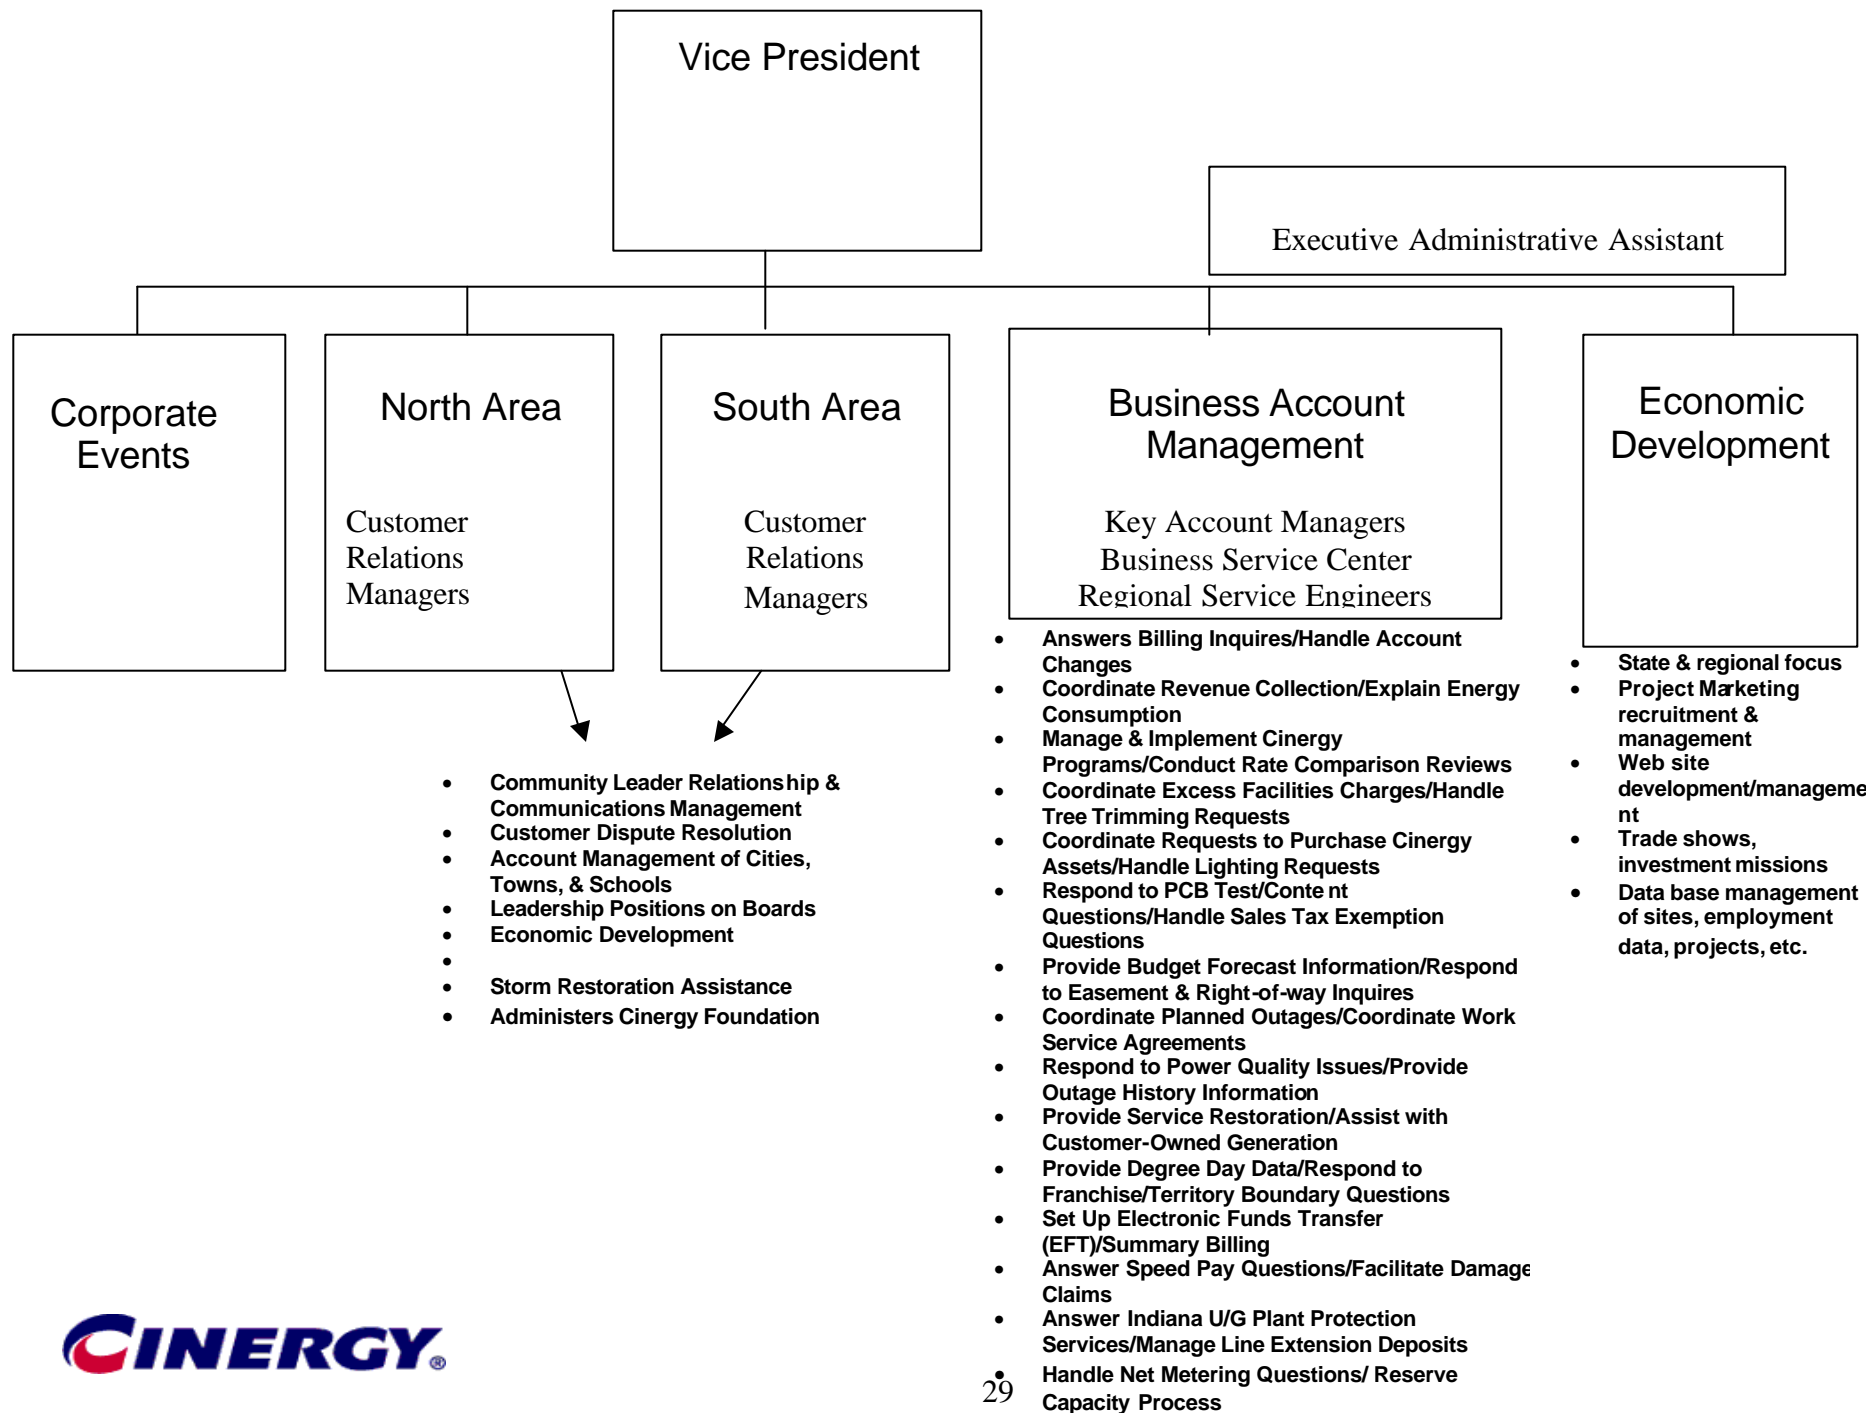 Vice President
Executive Administrative Assistant
Corporate
Events
North Area
Customer
Relations
Managers
South Area
Customer
Relations
Managers
Business Account
Management
Key Account Managers
Business Service Center
Regional Service Engineers
Economic
Development
• Community Leader Relationship &
Communications Management
• Customer Dispute Resolution
• Account Management of Cities,
Towns, & Schools
• Leadership Positions on Boards
• Economic Development
•
• Storm Restoration Assistance
• Administers Cinergy Foundation
• Answers Billing Inquires/Handle Account
Changes
• Coordinate Revenue Collection/Explain Energy
Consumption
• Manage & Implement Cinergy
Programs/Conduct Rate Comparison Reviews
• Coordinate Excess Facilities Charges/Handle
Tree Trimming Requests
• Coordinate Requests to Purchase Cinergy
Assets/Handle Lighting Requests
• Respond to PCB Test/Content
Questions/Handle Sales Tax Exemption
Questions
• Provide Budget Forecast Information/Respond
to Easement & Right-of-way Inquires
• Coordinate Planned Outages/Coordinate Work
Service Agreements
• Respond to Power Quality Issues/Provide
Outage History Information
• Provide Service Restoration/Assist with
Customer-Owned Generation
• Provide Degree Day Data/Respond to
Franchise/Territory Boundary Questions
• Set Up Electronic Funds Transfer
(EFT)/Summary Billing
• Answer Speed Pay Questions/Facilitate Damage
Claims
• Answer Indiana U/G Plant Protection
Services/Manage Line Extension Deposits
• Handle Net Metering Questions/ Reserve
Capacity Process
• State & regional focus
• Project Marketing
recruitment &
management
• Web site
development/manageme
nt
• Trade shows,
investment missions
• Data base management
of sites, employment
data, projects, etc.
CINERGY®
29